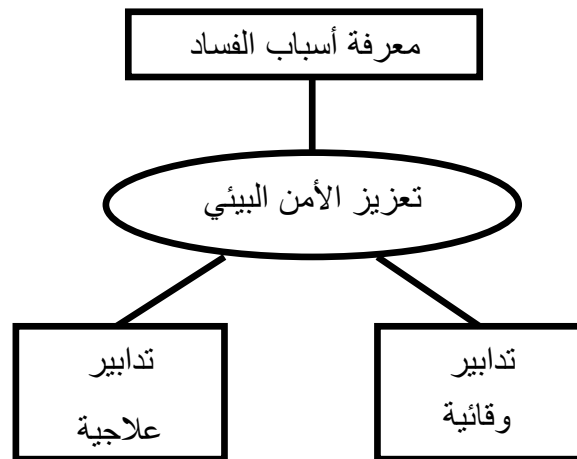 معرفة أسباب الفساد
تعزيز الأمن البيئي
تدابير
وقائية
تدابير
علاجية